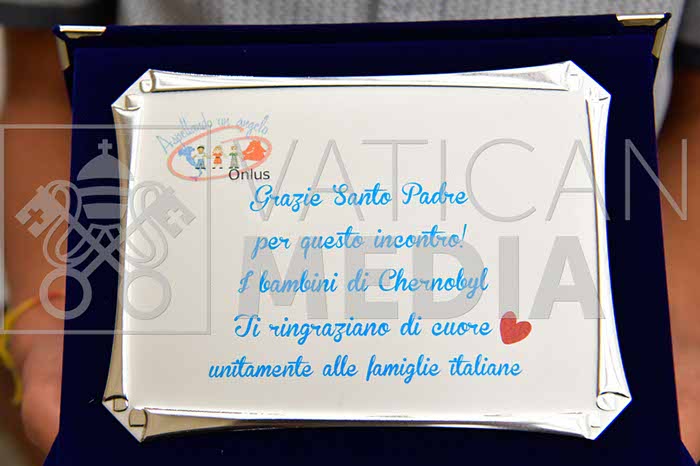 Aspettando un angelo
Onlus
Grazie Santo Padre
per questo incontro!
I bambini di Chernobyl
Ti ringraziano di cuore
unitamente alle famiglie italiane
VATICAN
MEDIA